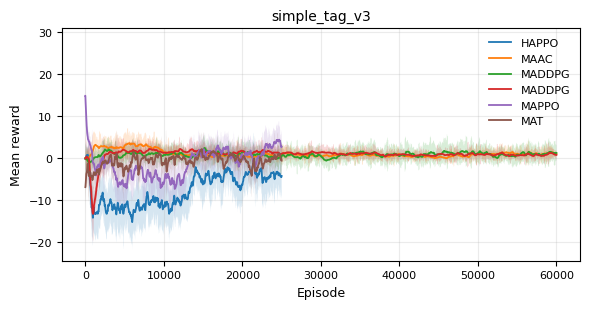 simple_tag_v3
Mean reward
30
20
10
0
−10
−20
HAPPO
MAAC
MADDPG
MADDPG
MAPPO
MAT
0 10000 20000 30000 40000 50000 60000
Episode